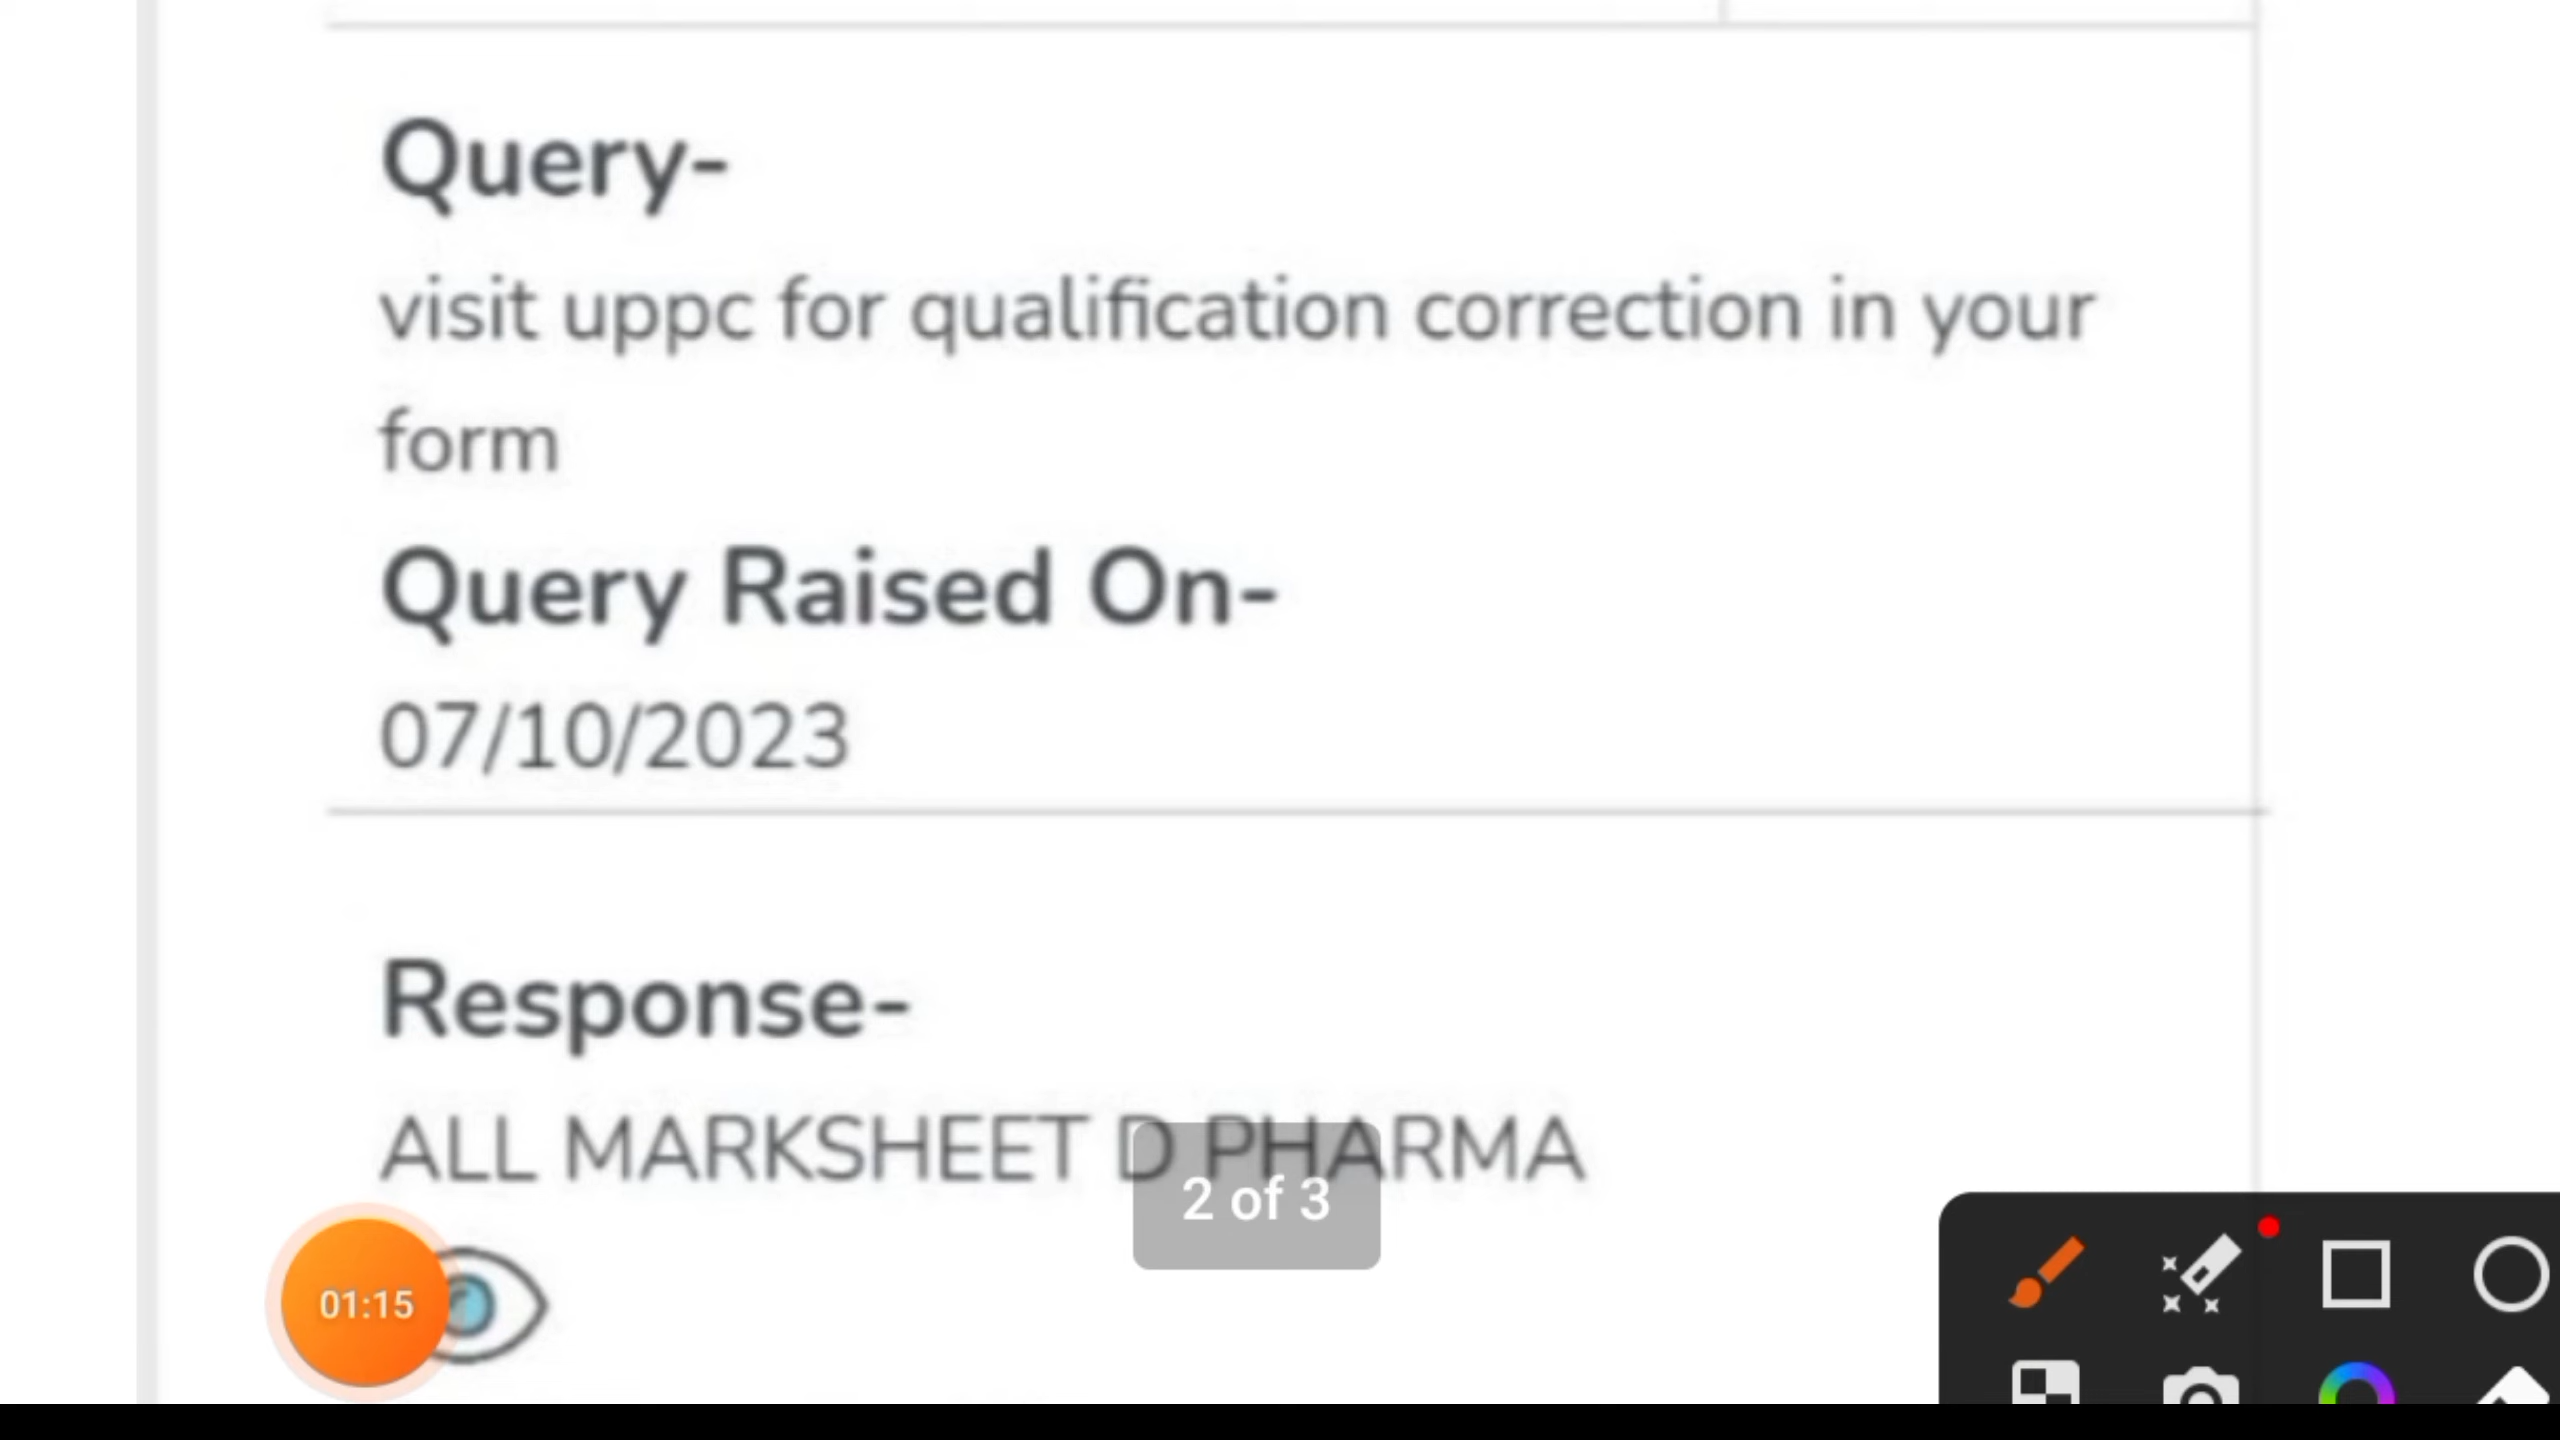 Query-
visit uppc for qualification correction in your
form
Query Raised On-
07/10/2023
Response-
ALL MARKSHEET D PHARMA
2 of 3
01:15